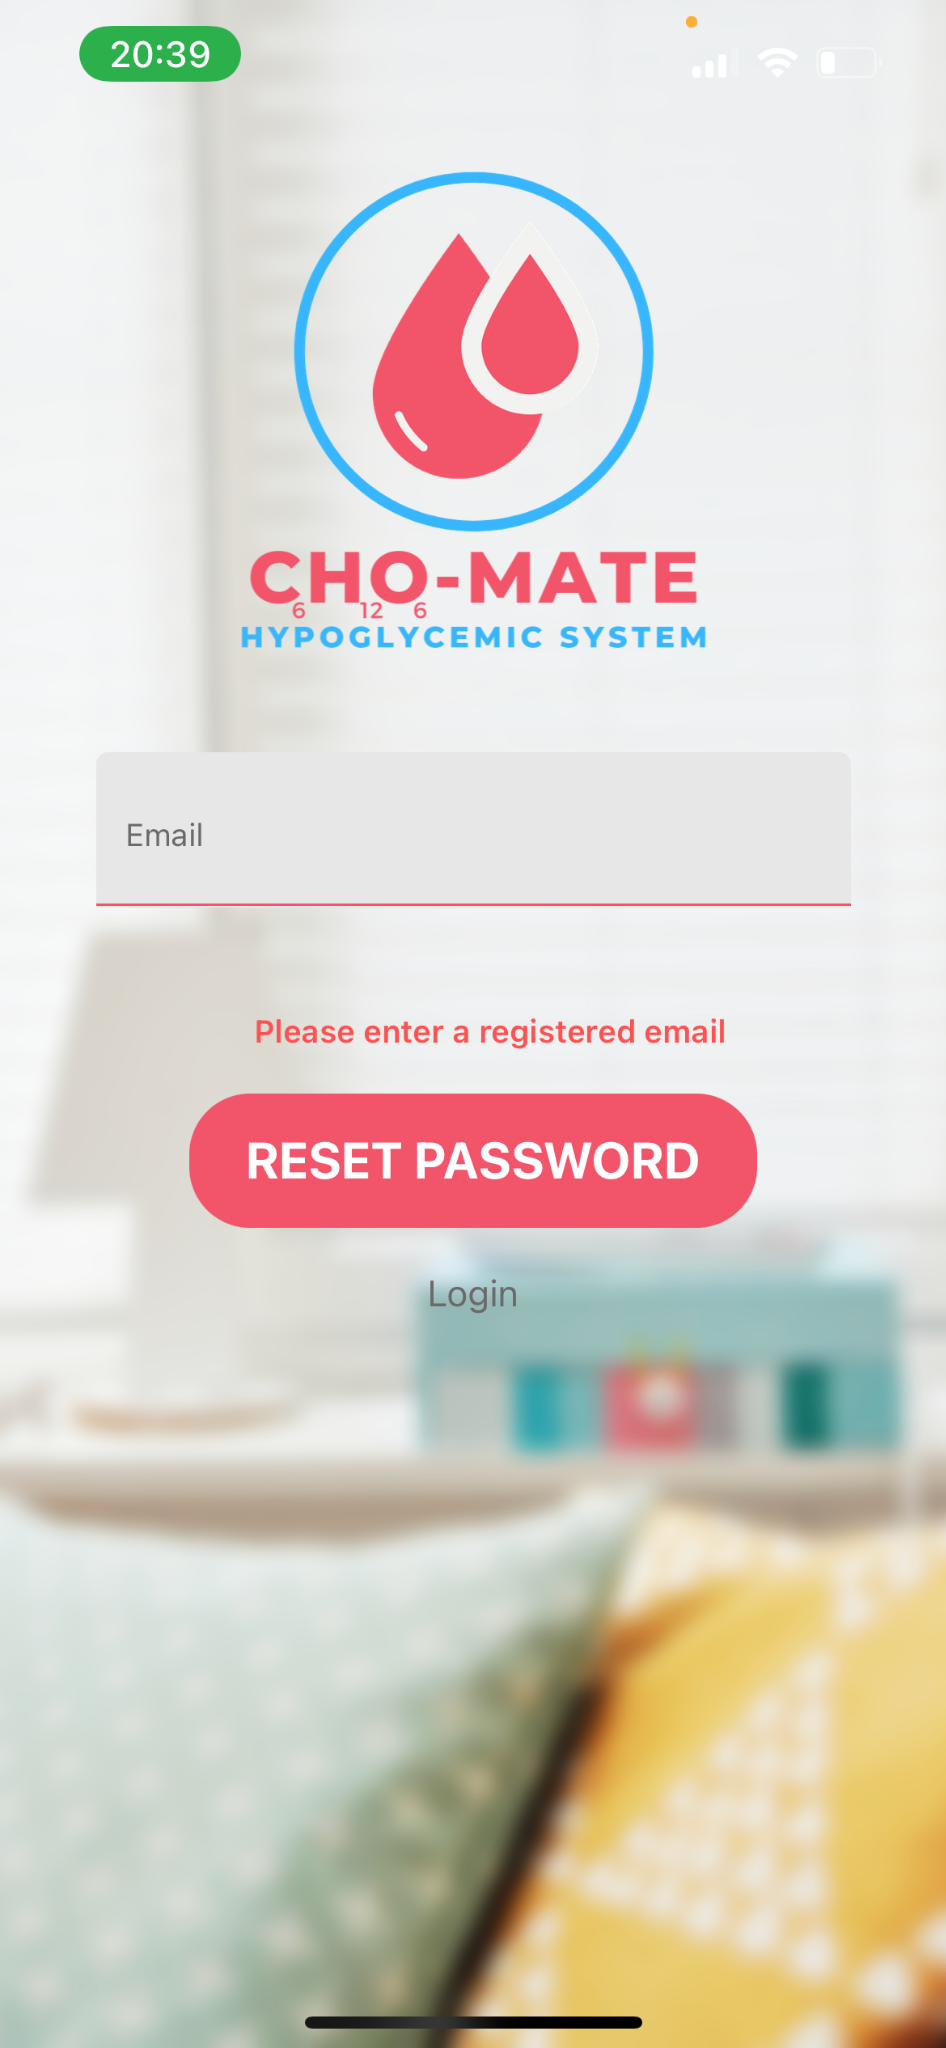 20:39
CHO-MATE
6 12 6
HYPOGLYCEMIC SYSTEM
Email
Please enter a registered email
RESET PASSWORD
Login